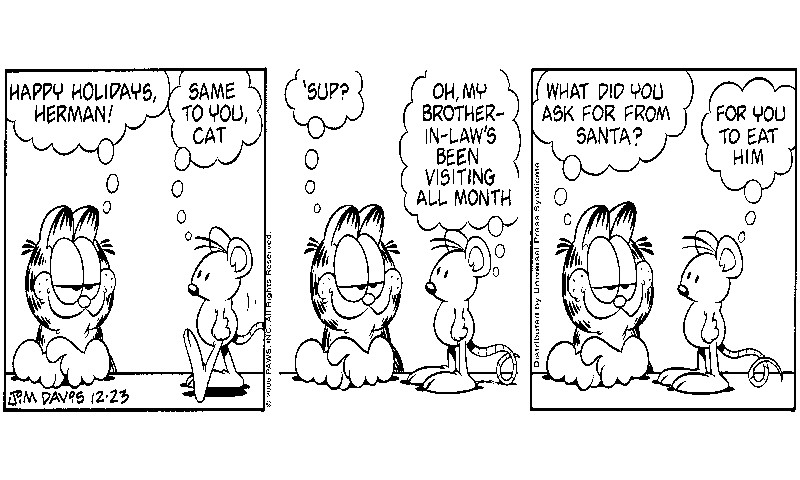 HAPPY HOLIDAYS,
HERMAN!
SAME
TO YOU,
CAT
JIM DAVIS 12·23
© 2006 PAWS, INC. All Rights Reserved.
'SUP?
OH, MY
BROTHER-
IN-LAW'S
BEEN
VISITING
ALL MONTH
Distributed by Universal Press Syndicate
WHAT DID YOU
ASK FOR FROM
SANTA?
FOR YOU
TO EAT
HIM